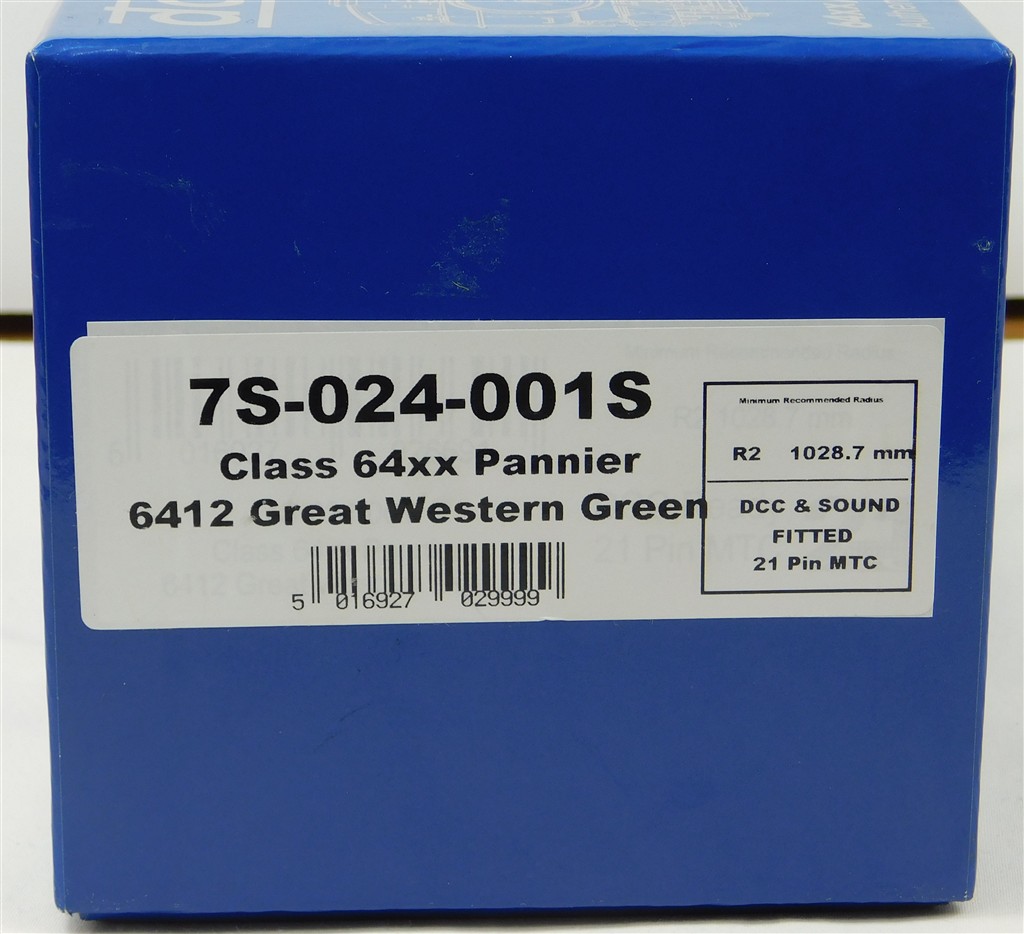 64xx
7S-024-001S
Class 64xx Pannier
6412 Great Western Green
5 016927 029999
Minimum Recommended Radius
R2 1028.7 mm
DCC & SOUND
FITTED
21 Pin MTC